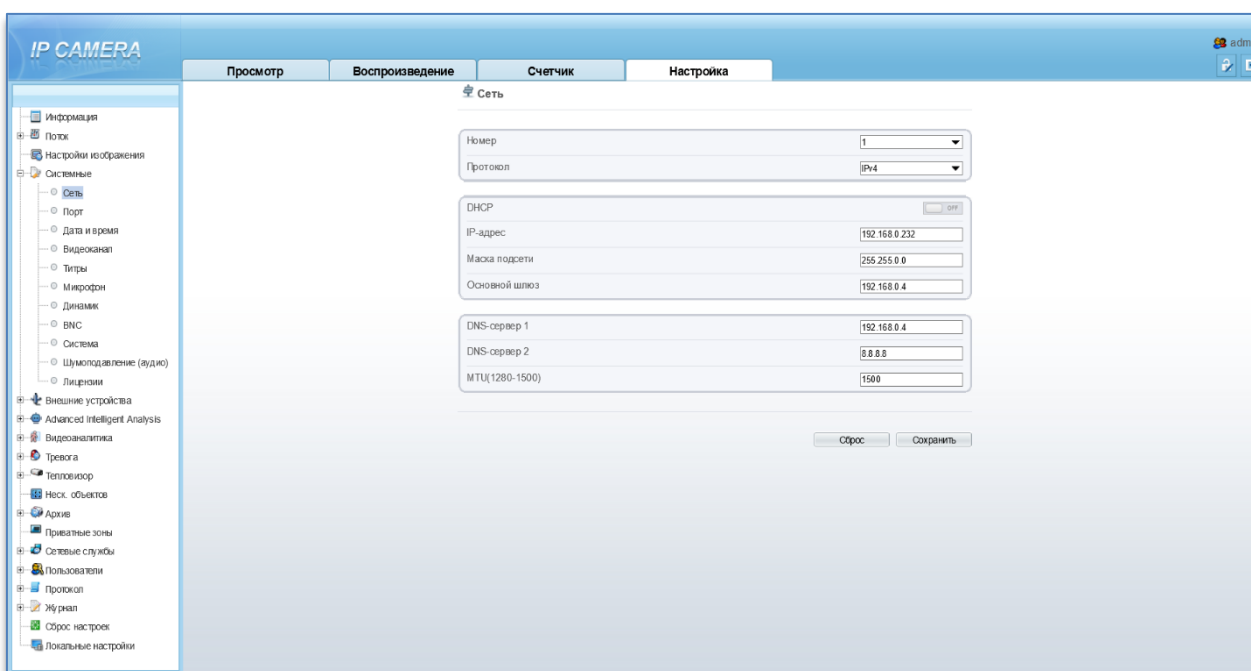 IP CAMERA
adm
Просмотр
Воспроизведение
Счетчик
Настройка
Сеть
Информация
Поток
Настройки изображения
Системные
Сеть
Порт
Дата и время
Видеоканал
Титры
Микрофон
Динамик
BNC
Система
Шумоподавление (аудио)
Лицензии
Внешние устройства
Advanced Intelligent Analysis
Видеоаналитика
Тревога
Тепловизор
Неск. объектов
Архив
Приватные зоны
Сетевые службы
Пользователи
Протокол
Журнал
Сброс настроек
Локальные настройки
Номер 1
Протокол IPv4
DHCP OFF
IP-адрес 192.168.0.232
Маска подсети 255.255.0.0
Основной шлюз 192.168.0.4
DNS-сервер 1 192.168.0.4
DNS-сервер 2 8.8.8.8
MTU(1280-1500) 1500
Сброс Сохранить